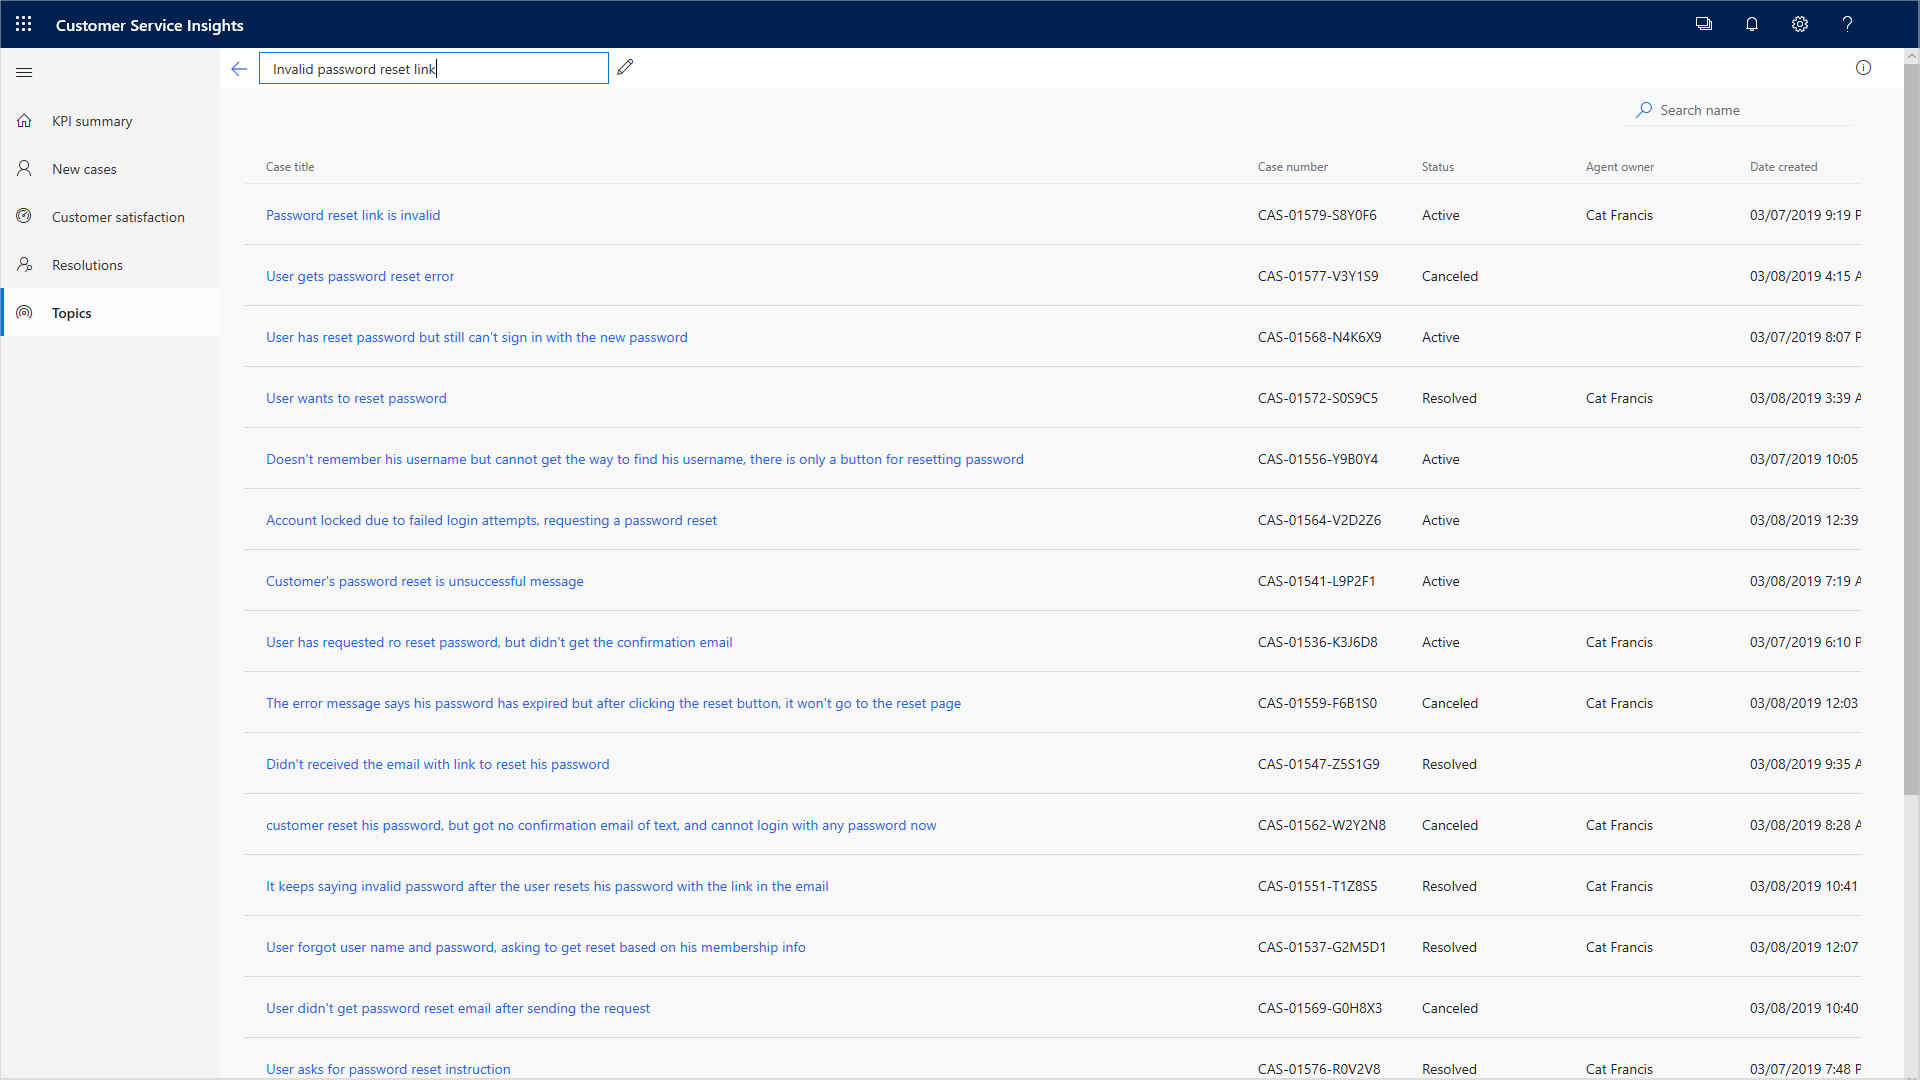 Customer Service Insights
Invalid password reset link
KPI summary
New cases
Customer satisfaction
Resolutions
Topics
Search name
Case title Case number Status Agent owner Date created
Password reset link is invalid CAS-01579-S8Y0F6 Active Cat Francis 03/07/2019 9:19 P
User gets password reset error CAS-01577-V3Y1S9 Canceled 03/08/2019 4:15 A
User has reset password but still can't sign in with the new password CAS-01568-N4K6X9 Active 03/07/2019 8:07 P
User wants to reset password CAS-01572-S0S9C5 Resolved Cat Francis 03/08/2019 3:39 A
Doesn't remember his username but cannot get the way to find his username, there is only a button for resetting password CAS-01556-Y9B0Y4 Active 03/07/2019 10:05
Account locked due to failed login attempts, requesting a password reset CAS-01564-V2D2Z6 Active 03/08/2019 12:39
Customer's password reset is unsuccessful message CAS-01541-L9P2F1 Active 03/08/2019 7:19 A
User has requested ro reset password, but didn't get the confirmation email CAS-01536-K3J6D8 Active Cat Francis 03/07/2019 6:10 P
The error message says his password has expired but after clicking the reset button, it won't go to the reset page CAS-01559-F6B1S0 Canceled Cat Francis 03/08/2019 12:03
Didn't received the email with link to reset his password CAS-01547-Z5S1G9 Resolved 03/08/2019 9:35 A
customer reset his password, but got no confirmation email of text, and cannot login with any password now CAS-01562-W2Y2N8 Canceled Cat Francis 03/08/2019 8:28 A
It keeps saying invalid password after the user resets his password with the link in the email CAS-01551-T1Z8S5 Resolved Cat Francis 03/08/2019 10:41
User forgot user name and password, asking to get reset based on his membership info CAS-01537-G2M5D1 Resolved Cat Francis 03/08/2019 12:07
User didn't get password reset email after sending the request CAS-01569-G0H8X3 Canceled 03/08/2019 10:40
User asks for password reset instruction CAS-01576-R0V2V8 Resolved Cat Francis 03/07/2019 7:48 P